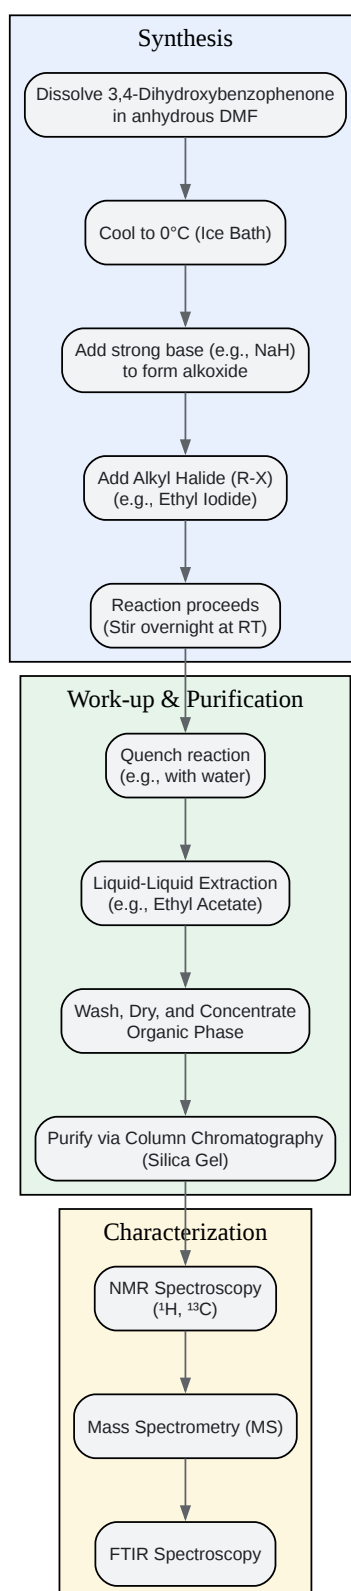 Synthesis
Dissolve 3,4-Dihydroxybenzophenone
in anhydrous DMF
Cool to 0°C (Ice Bath)
Add strong base (e.g., NaH)
to form alkoxide
Add Alkyl Halide (R-X)
(e.g., Ethyl Iodide)
Reaction proceeds
(Stir overnight at RT)
Work-up & Purification
Quench reaction
(e.g., with water)
Liquid-Liquid Extraction
(e.g., Ethyl Acetate)
Wash, Dry, and Concentrate
Organic Phase
Purify via Column Chromatography
(Silica Gel)
Characterization
NMR Spectroscopy
(¹H, ¹³C)
Mass Spectrometry (MS)
FTIR Spectroscopy